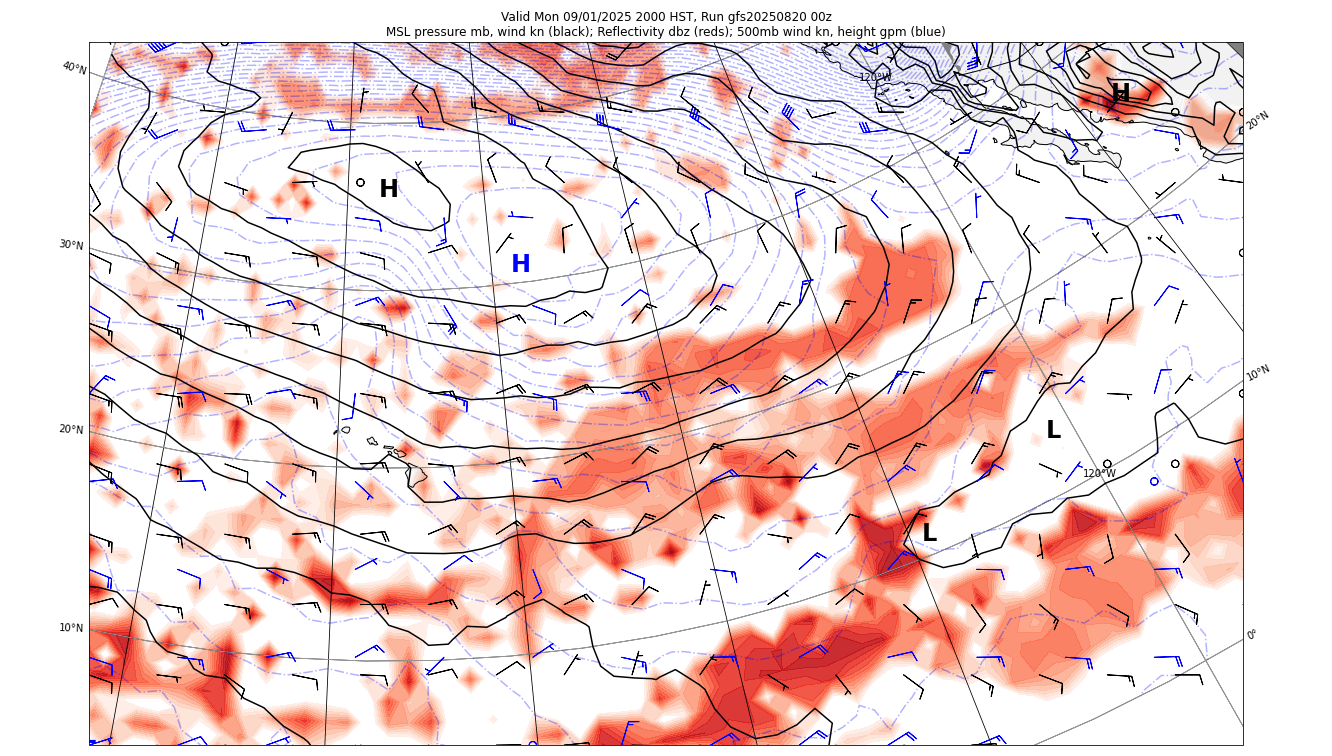 Valid Mon 09/01/2025 2000 HST, Run gfs20250820 00z
MSL pressure mb, wind kn (black); Reflectivity dbz (reds); 500mb wind kn, height gpm (blue)
40°N
120°W
H
20°N
H
30°N
H
10°N
20°N
L
120°W
L
10°N
0°